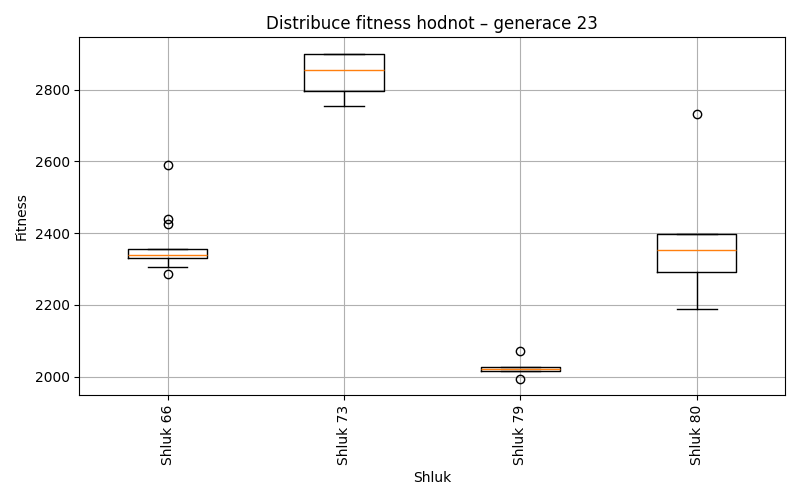 Distribuce fitness hodnot – generace 23
Fitness
2800
2600
2400
2200
2000
Shluk 66
Shluk 73
Shluk 79
Shluk 80
Shluk